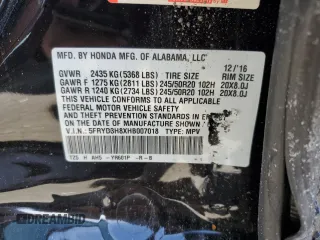 MFD. BY HONDA MFG. OF ALABAMA, LLC
12/'16
GVWR 2435 KG(5368 LBS) TIRE SIZE RIM SIZE
GAWR F 1275 KG(2811 LBS) 245/50R20 102H 20X8.0J
GAWR R 1240 KG(2734 LBS) 245/50R20 102H 20X8.0J
THIS VEHICLE CONFORMS TO ALL APPLICABLE
FEDERAL MOTOR VEHICLE SAFETY AND THEFT
PREVENTION STANDARDS IN EFFECT ON THE
DATE OF MANUFACTURE SHOWN ABOVE.
V.I.N.: 5FRYD3H8XHB007018 TYPE: MPV
DREAMBID